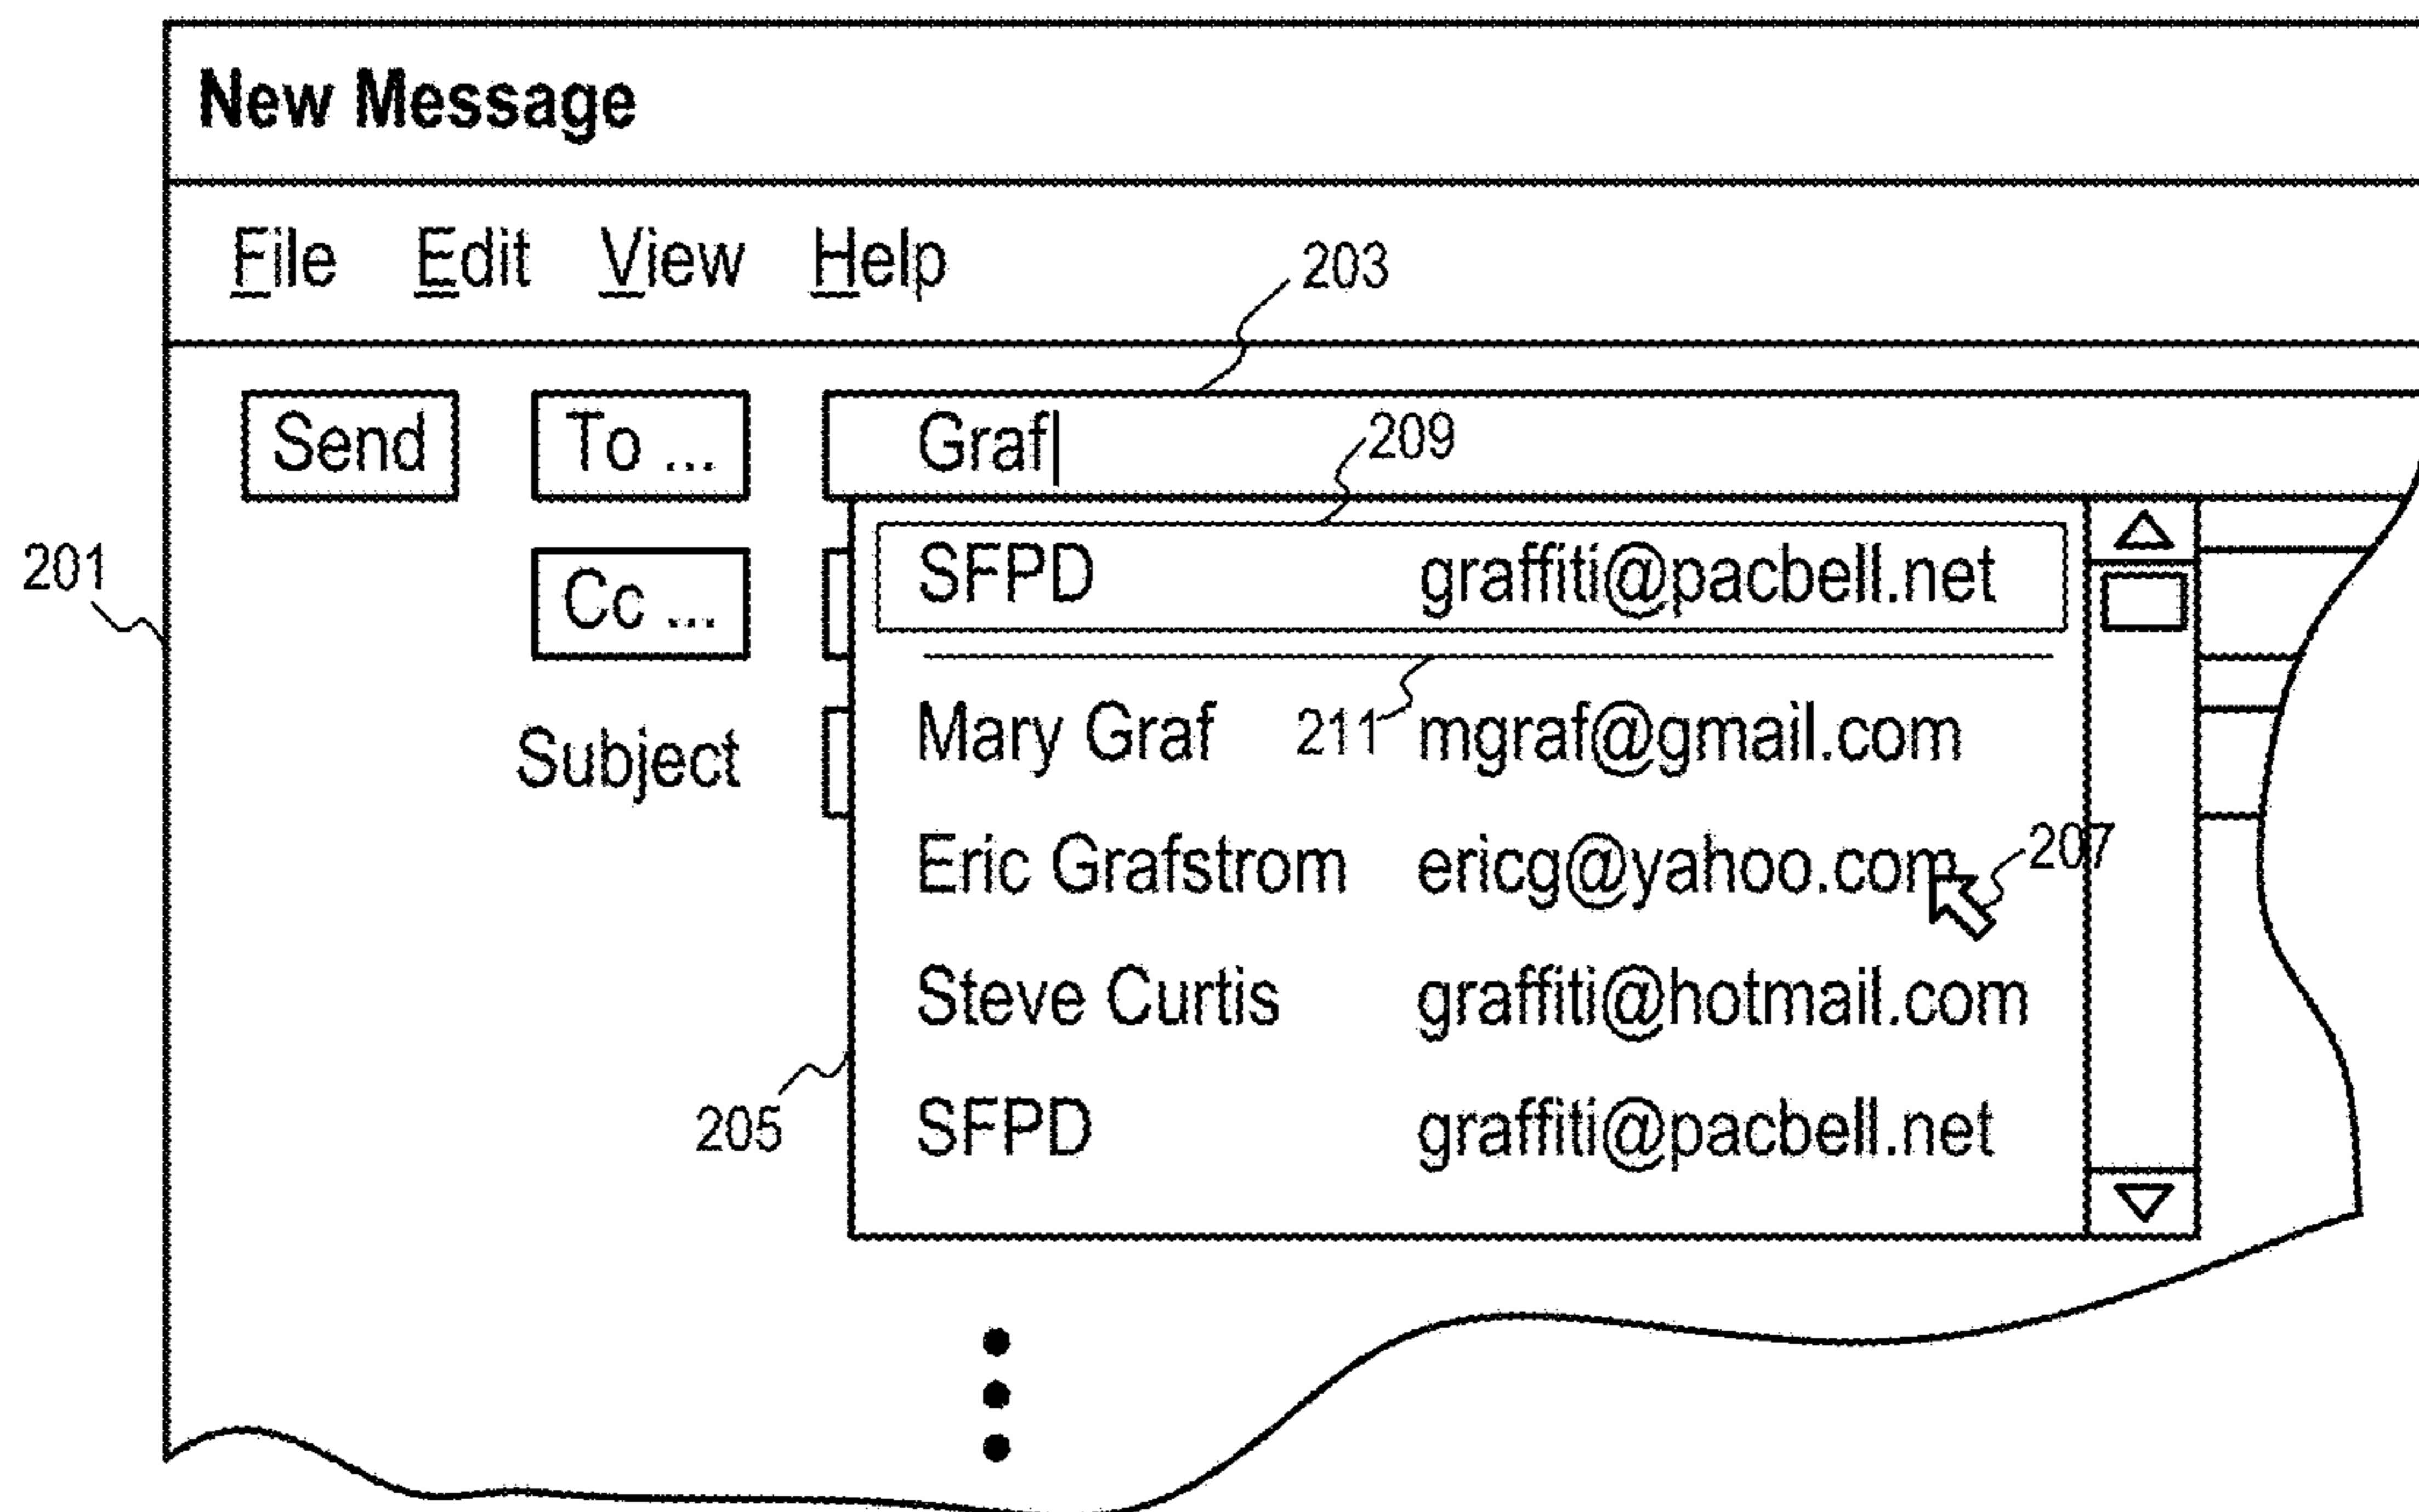 New Message
File Edit View Help
203
Send To ... Graf
209
201
Cc ... SFPD graffiti@pacbell.net
Subject Mary Graf 211 mgraf@gmail.com
Eric Grafstrom ericg@yahoo.com 207
Steve Curtis graffiti@hotmail.com
205 SFPD graffiti@pacbell.net